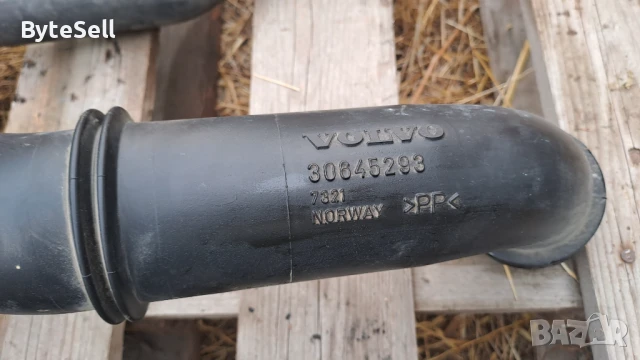 ByteSell
VOLVO
30645293
7321
NORWAY >PP<
BAZAR